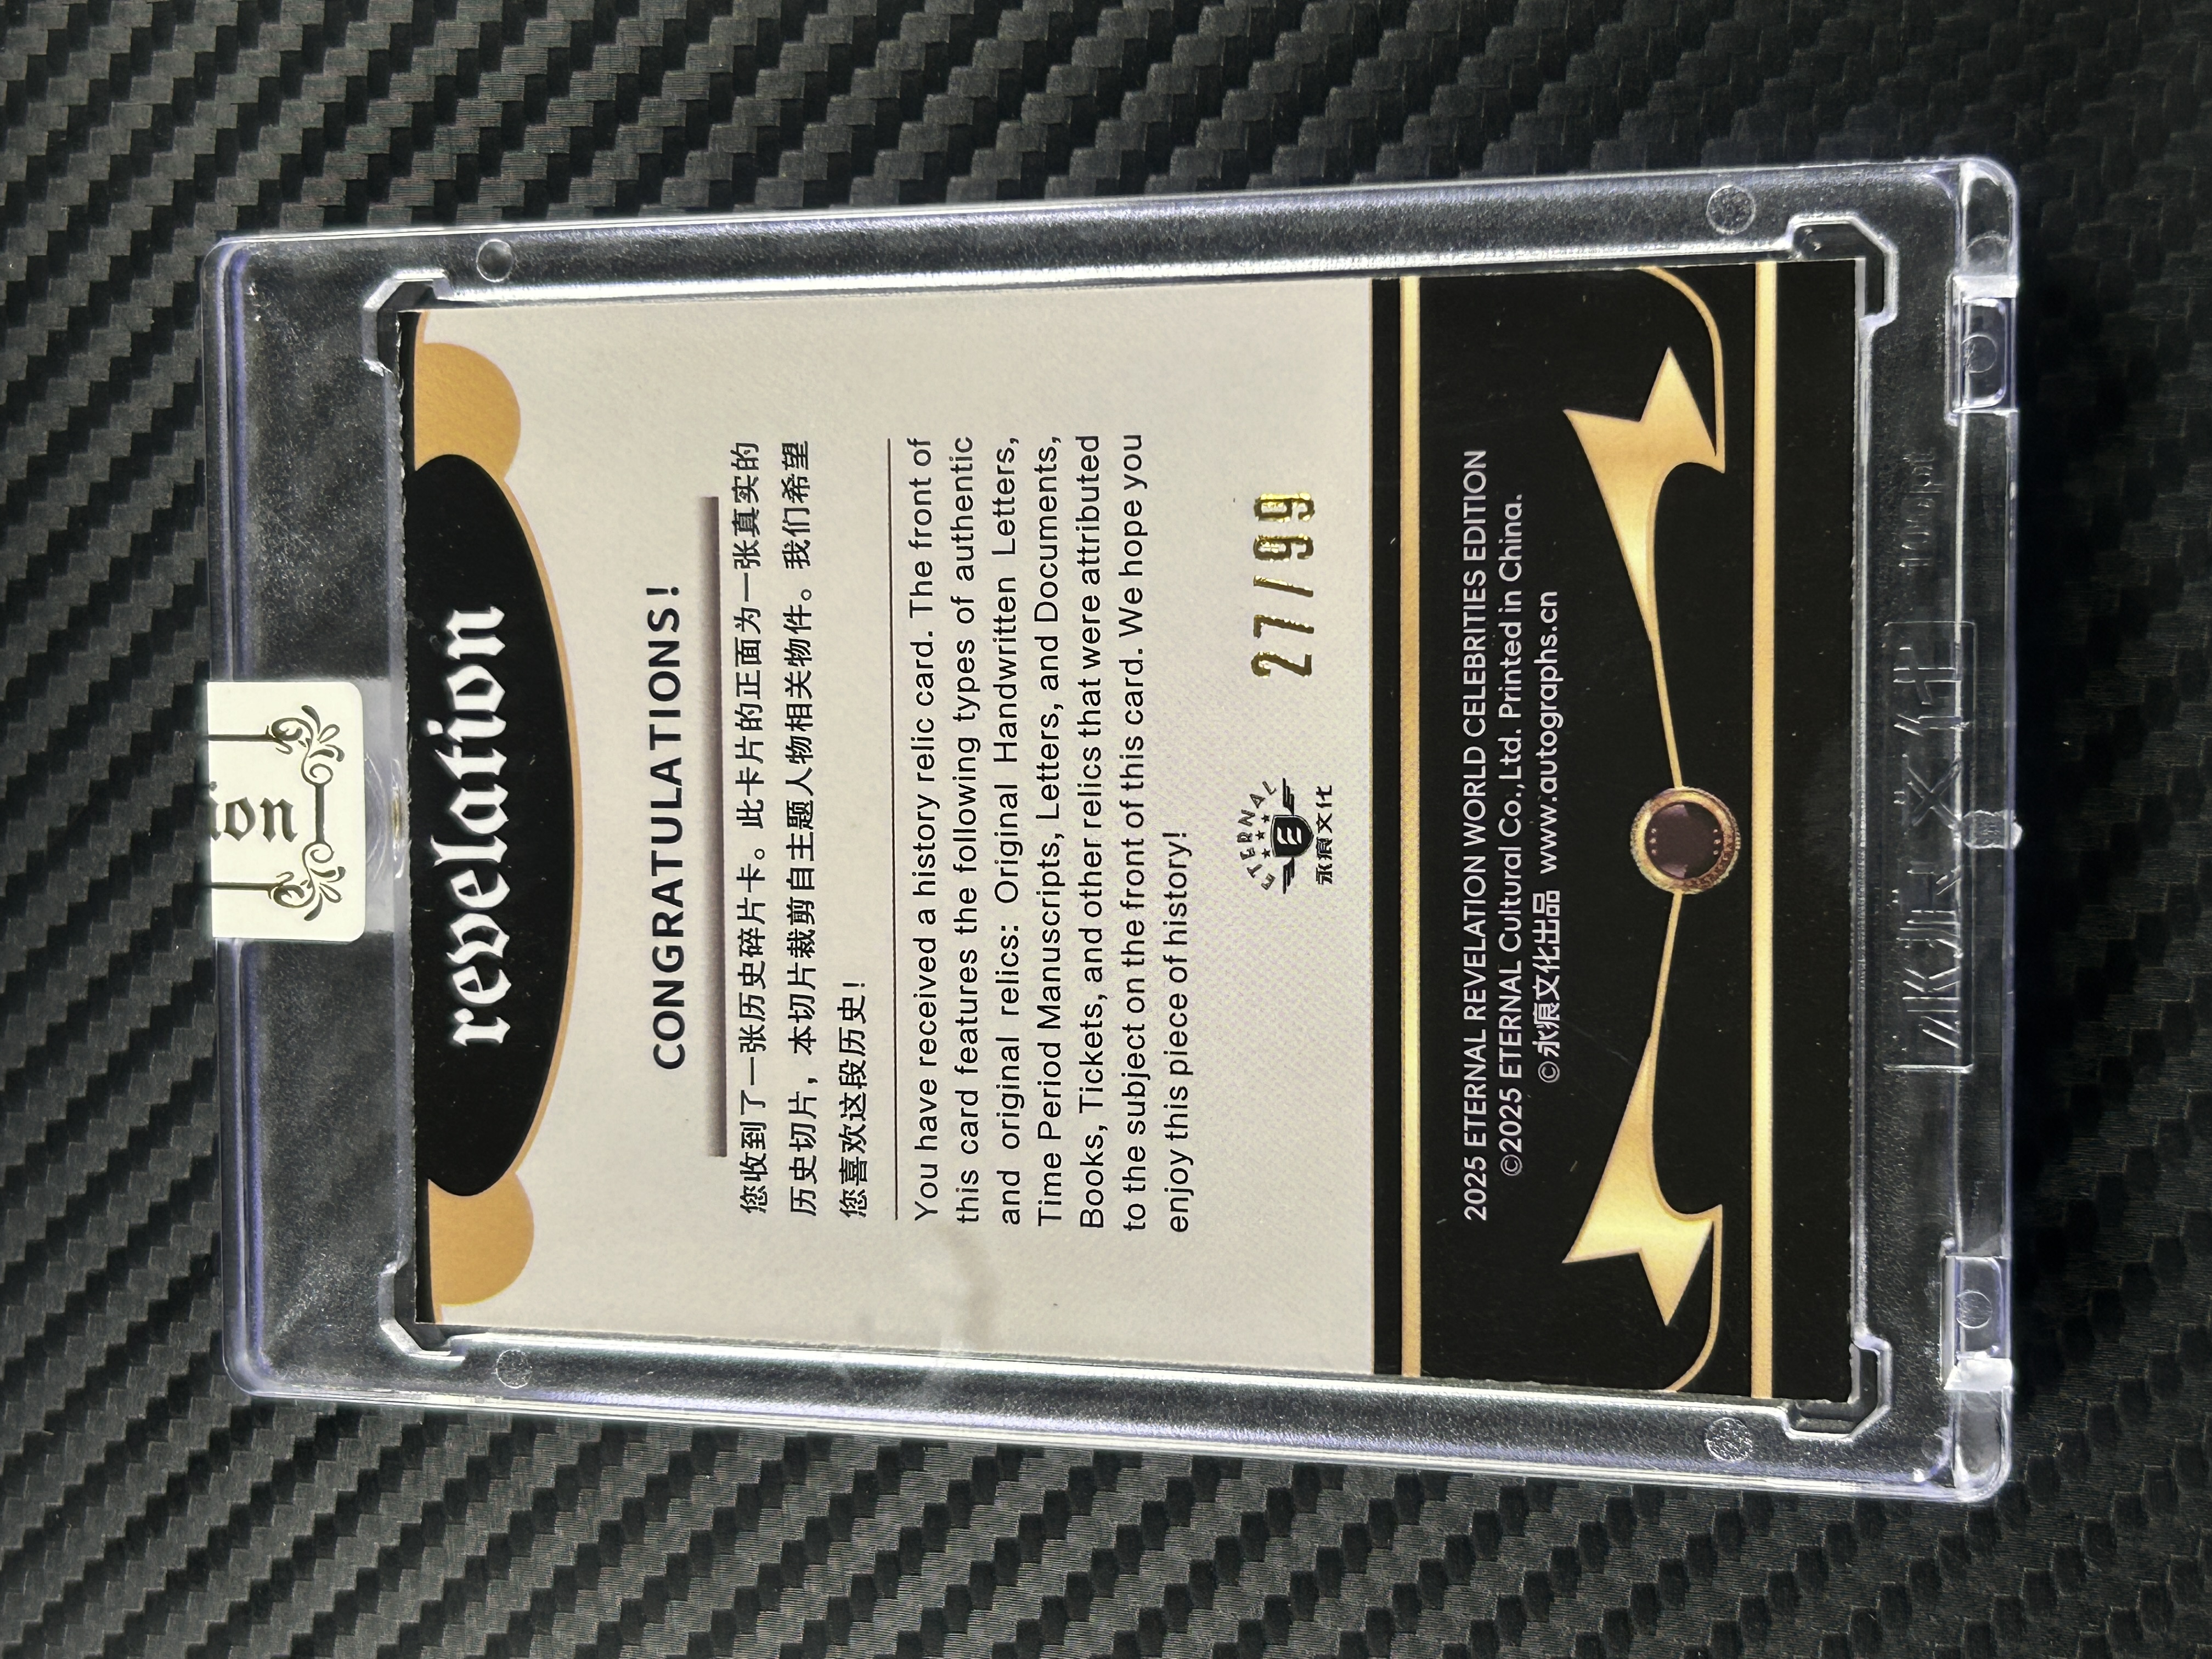 ion
revelation
CONGRATULATIONS!
您收到了一张历史碎片卡。此卡片的正面为一张真实的
历史切片，本切片裁剪自主题人物相关物件。我们希望
您喜欢这段历史！
You have received a history relic card. The front of
this card features the following types of authentic
and original relics: Original Handwritten Letters,
Time Period Manuscripts, Letters, and Documents,
Books, Tickets, and other relics that were attributed
to the subject on the front of this card. We hope you
enjoy this piece of history!
ETERNAL
E
永痕文化
27/99
2025 ETERNAL REVELATION WORLD CELEBRITIES EDITION
©2025 ETERNAL Cultural Co.,Ltd. Printed in China.
©永痕文化出品 www.autographs.cn
100pt